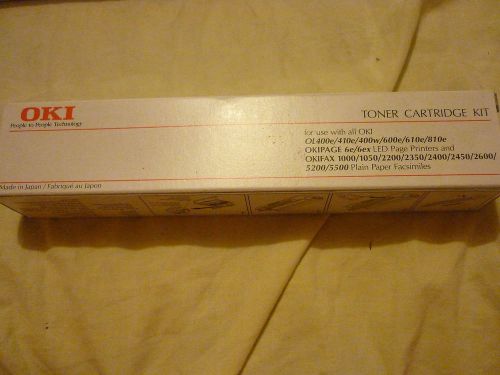 OKI
People to People Technology
TONER CARTRIDGE KIT
for use with all OKI
OL400e/410e/400w/600e/610e/810e
OKIPAGE 6e/6ex LED Page Printers and
OKIFAX 1000/1050/2200/2350/2400/2450/2600/
5200/5500 Plain Paper Facsimiles
Made in Japan / Fabriqué au Japon